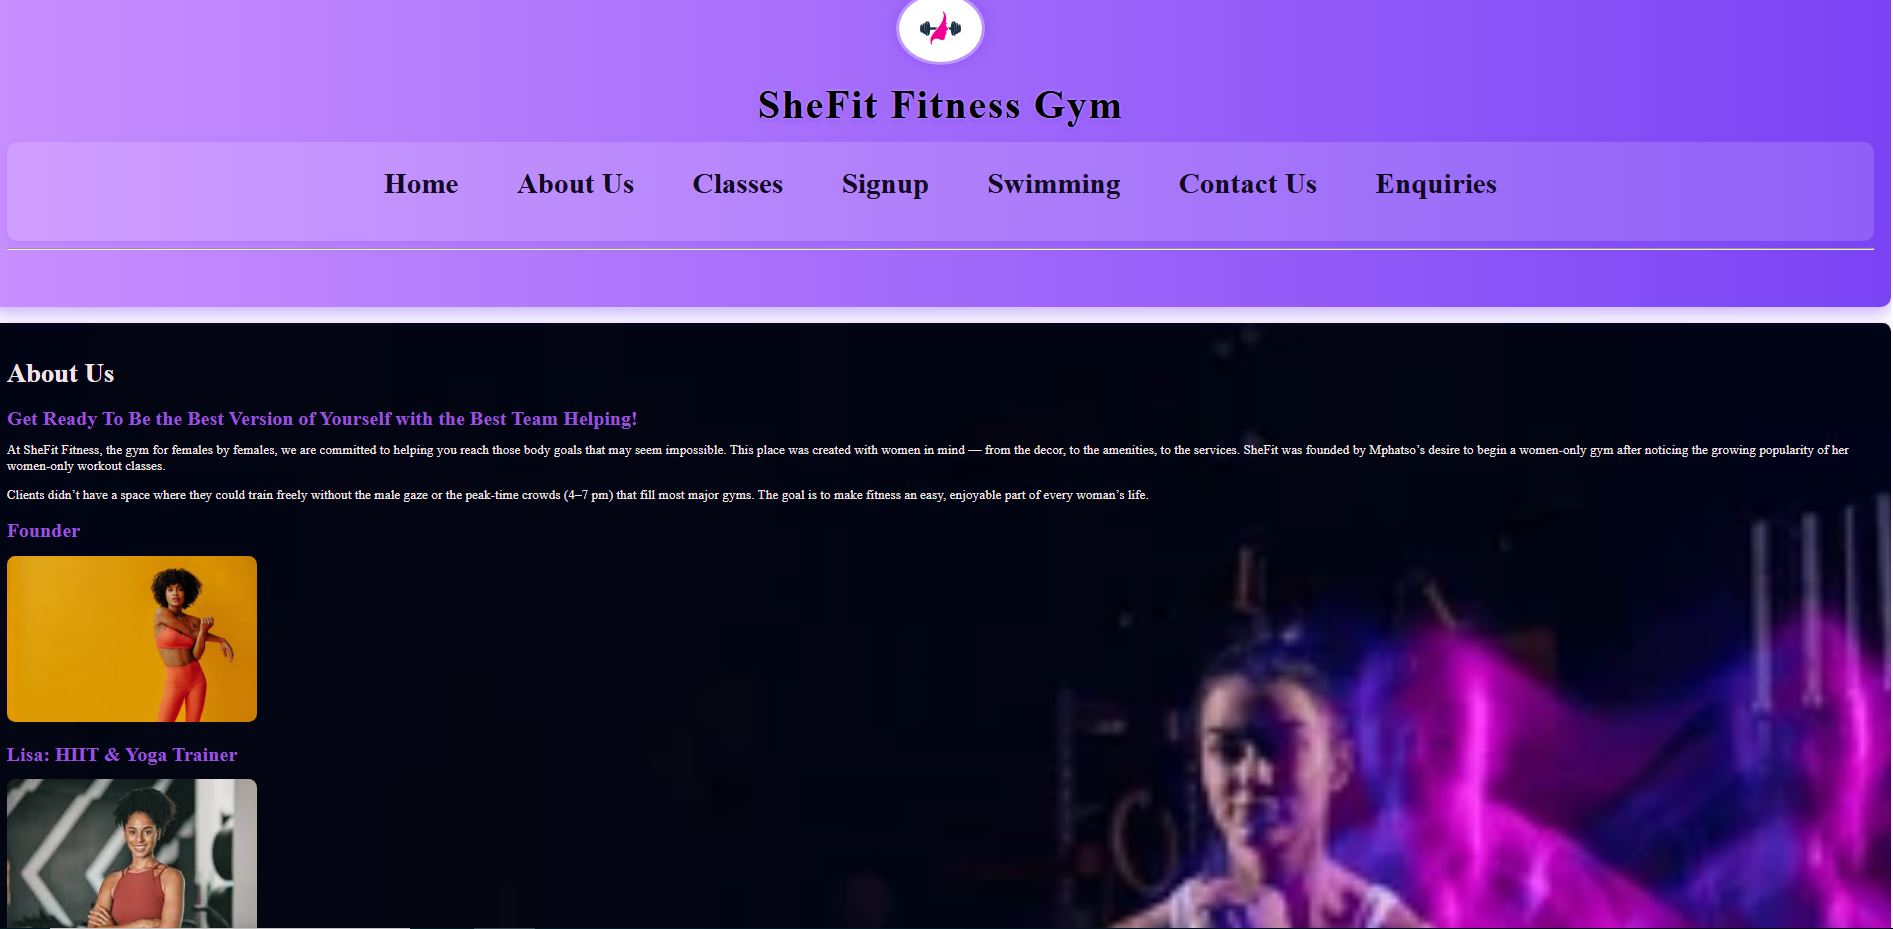 SheFit Fitness Gym
Home About Us Classes Signup Swimming Contact Us Enquiries
About Us
Get Ready To Be the Best Version of Yourself with the Best Team Helping!
At SheFit Fitness, the gym for females by females, we are committed to helping you reach those body goals that may seem impossible. This place was created with women in mind — from the decor, to the amenities, to the services. SheFit was founded by Mphatso’s desire to begin a women-only gym after noticing the growing popularity of her
women-only workout classes.
Clients didn’t have a space where they could train freely without the male gaze or the peak-time crowds (4–7 pm) that fill most major gyms. The goal is to make fitness an easy, enjoyable part of every woman’s life.
Founder
Lisa: HIIT & Yoga Trainer